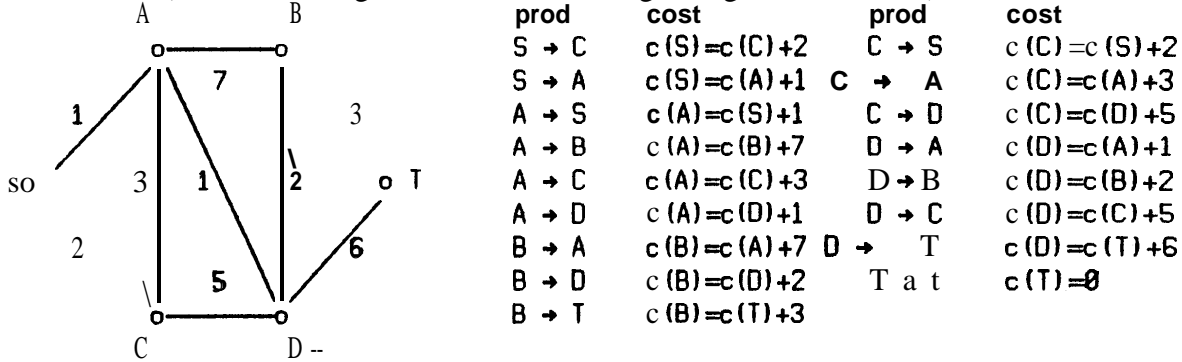 A B
7
1 3
so 3 1 2 o T
2 5 6
C D --
prod cost prod cost
S → C c(S)=c(C)+2 C → S c(C)=c(S)+2
S → A c(S)=c(A)+1 C → A c(C)=c(A)+3
A → S c(A)=c(S)+1 C → D c(C)=c(D)+5
A → B c(A)=c(B)+7 D → A c(D)=c(A)+1
A → C c(A)=c(C)+3 D → B c(D)=c(B)+2
A → D c(A)=c(D)+1 D → C c(D)=c(C)+5
B → A c(B)=c(A)+7 D → T c(D)=c(T)+6
B → D c(B)=c(D)+2 T a t c(T)=0
B → T c(B)=c(T)+3